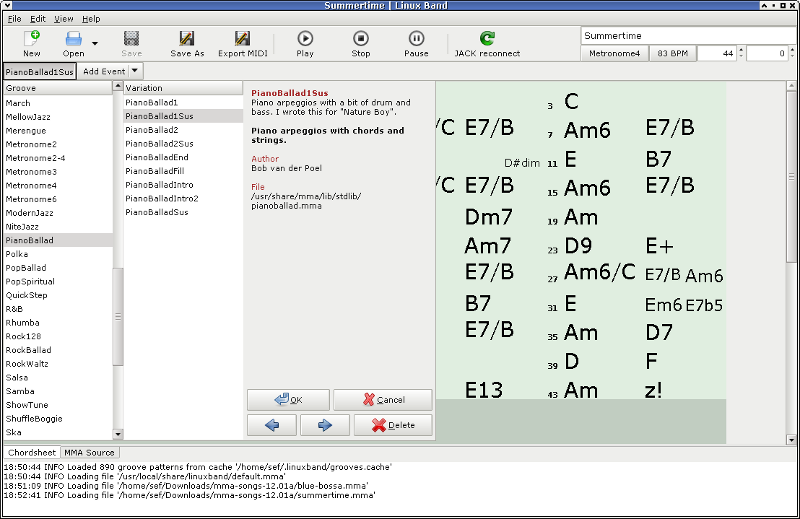 Summertime | Linux Band
File Edit View Help
New Open Save Save As Export MIDI Play Stop Pause JACK reconnect
Summertime
Metronome4 83 BPM 44 0
PianoBallad1Sus Add Event
Groove
March
MellowJazz
Merengue
Metronome2
Metronome2-4
Metronome3
Metronome4
Metronome6
ModernJazz
NiteJazz
PianoBallad
Polka
PopBallad
PopSpiritual
QuickStep
R&B
Rhumba
Rock128
RockBallad
RockWaltz
Salsa
Samba
ShowTune
ShuffleBoggie
Ska
Variation
PianoBallad1
PianoBallad1Sus
PianoBallad2
PianoBallad2Sus
PianoBalladEnd
PianoBalladFill
PianoBalladIntro
PianoBalladIntro2
PianoBalladSus
PianoBallad1Sus
Piano arpeggios with a bit of drum and
bass. I wrote this for "Nature Boy".
Piano arpeggios with chords and
strings.
Author
Bob van der Poel
File
/usr/share/mma/lib/stdlib/
pianoballad.mma
OK Cancel
Delete
3 C
/C E7/B 7 Am6 E7/B
D#dim 11 E B7
/C E7/B 15 Am6 E7/B
Dm7 19 Am
Am7 23 D9 E+
E7/B 27 Am6/C E7/B Am6
B7 31 E Em6 E7b5
E7/B 35 Am D7
39 D F
E13 43 Am z!
Chordsheet MMA Source
18:50:44 INFO Loaded 890 groove patterns from cache '/home/sef/.linuxband/grooves.cache'
18:50:44 INFO Loading file '/usr/local/share/linuxband/default.mma'
18:51:09 INFO Loading file '/home/sef/Downloads/mma-songs-12.01a/blue-bossa.mma'
18:52:41 INFO Loading file '/home/sef/Downloads/mma-songs-12.01a/summertime.mma'